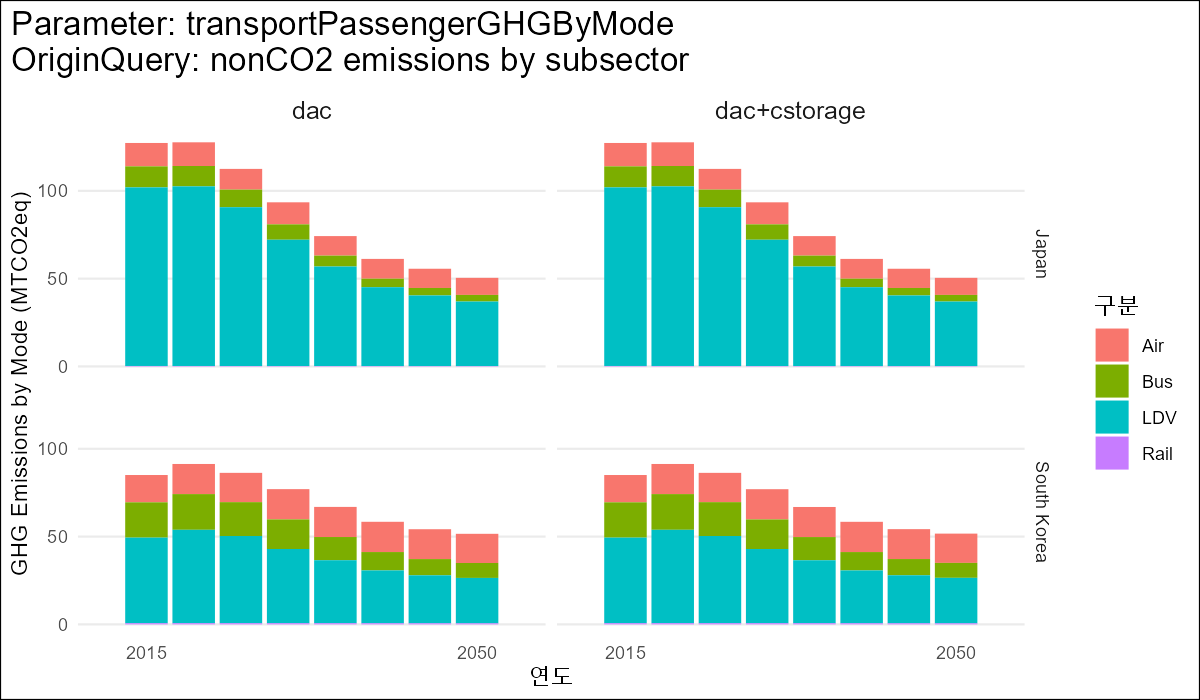 Parameter: transportPassengerGHGByMode
OriginQuery: nonCO2 emissions by subsector
dac
dac+cstorage
GHG Emissions by Mode (MTCO2eq)
100
50
0
Japan
100
50
0
South Korea
2015
2050
2015
2050
연도
구분
Air
Bus
LDV
Rail